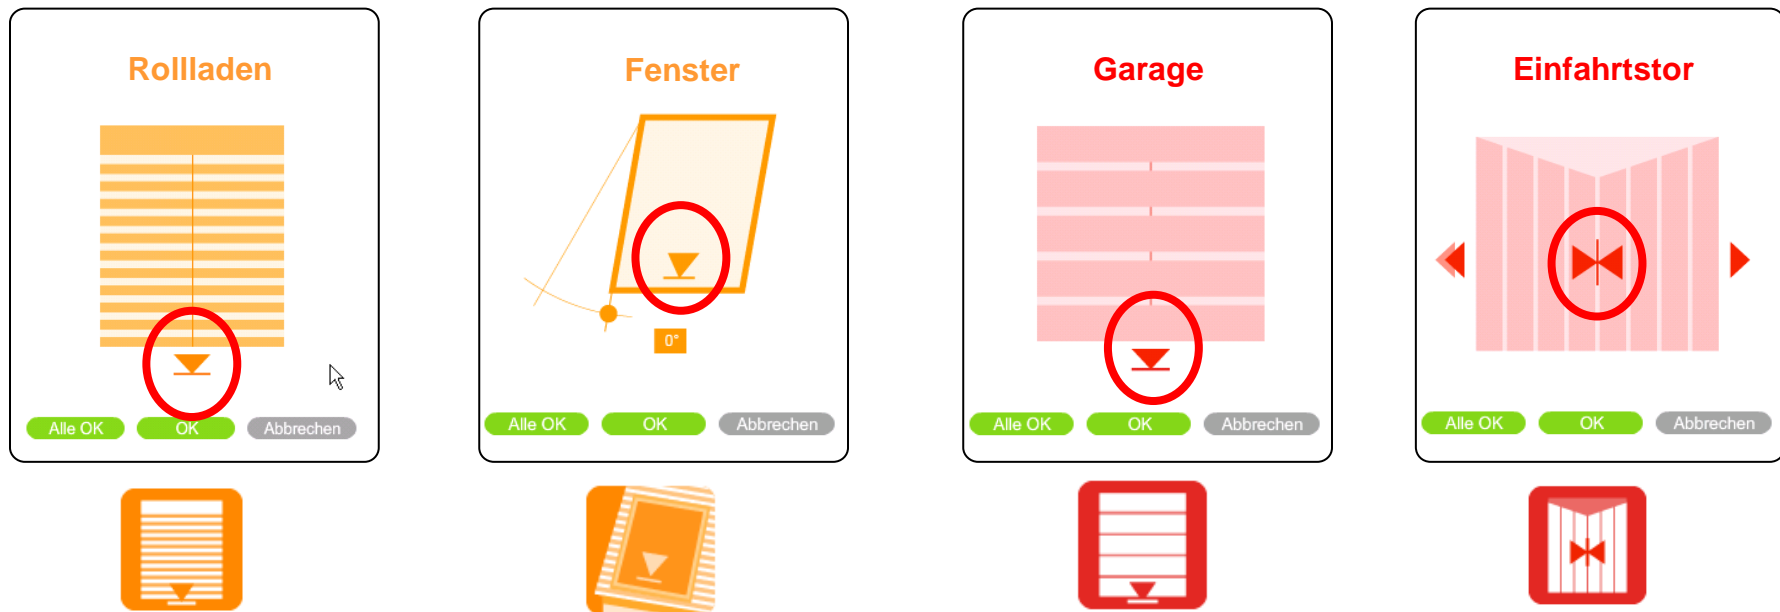 Rollladen
Fenster
Garage
Einfahrtstor
0°
Alle OK OK Abbrechen
Alle OK OK Abbrechen
Alle OK OK Abbrechen
Alle OK OK Abbrechen